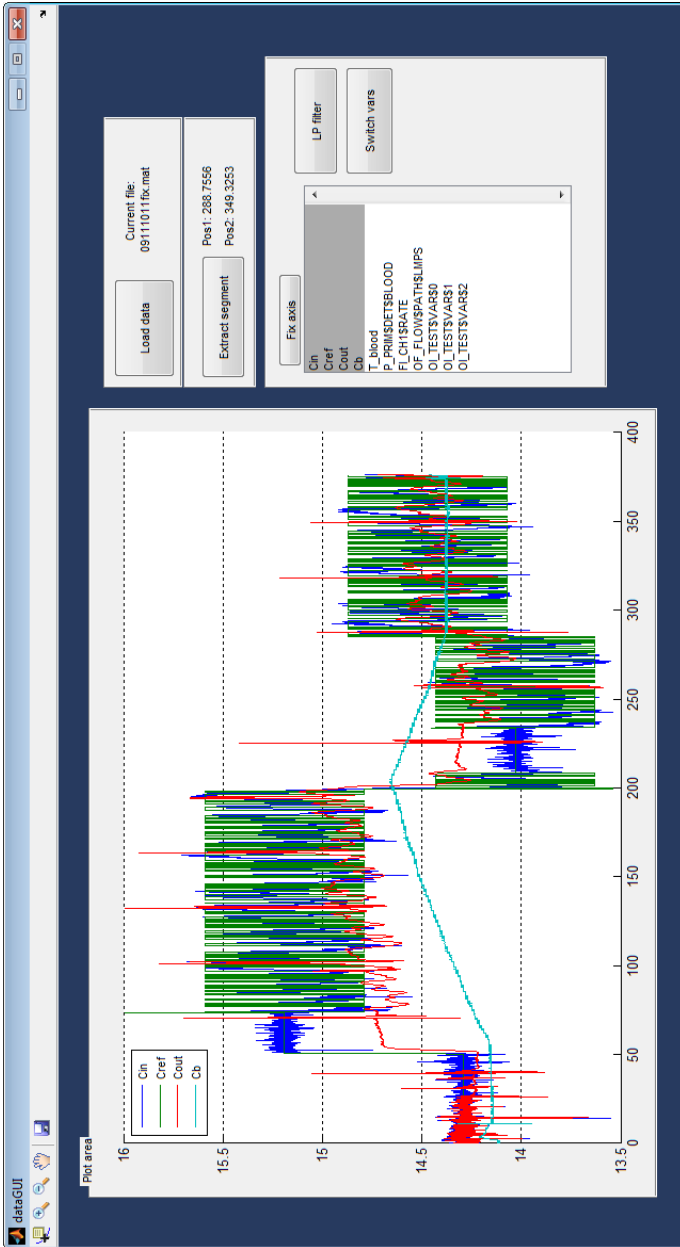 dataGUI
Plot area
16
15.5
15
14.5
14
13.5
0
50
100
150
200
250
300
350
400
Cin
Cref
Cout
Cb
Load data
Current file:
09111011fix.mat
Extract segment
Pos1: 288.7556
Pos2: 349.3253
Fix axis
Cin
Cref
Cout
Cb
T_blood
P_PRIM$DET$BLOOD
FI_CH1$RATE
OF_FLOW$PATH$LMPS
OI_TEST$VAR$0
OI_TEST$VAR$1
OI_TEST$VAR$2
LP filter
Switch vars